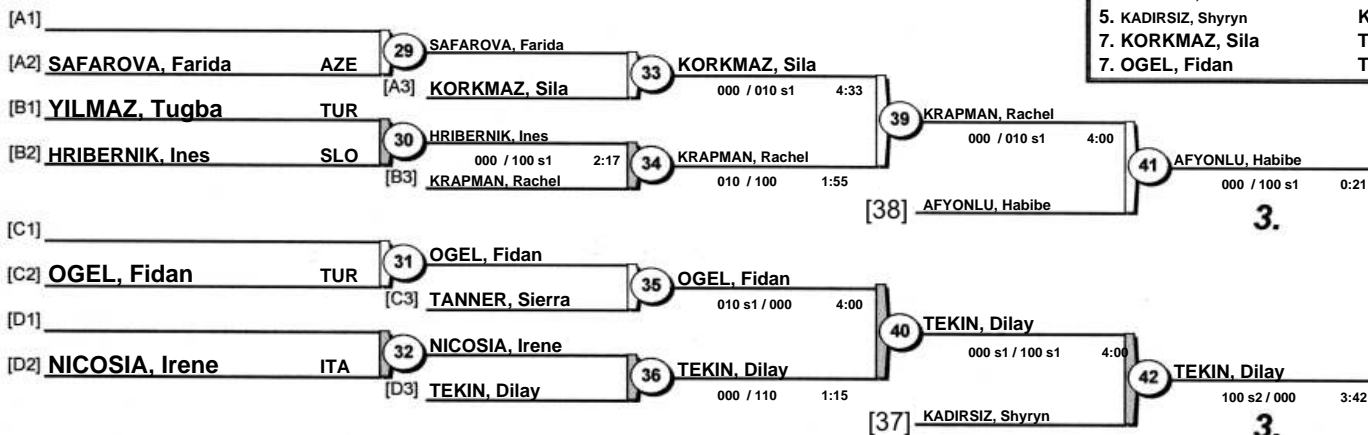 5. KADIRSIZ, Shyryn K
7. KORKMAZ, Sila T
7. OGEL, Fidan T
[A1]
[A2] SAFAROVA, Farida AZE
[B1] YILMAZ, Tugba TUR
[B2] HRIBERNIK, Ines SLO
[C1]
[C2] OGEL, Fidan TUR
[D1]
[D2] NICOSIA, Irene ITA
29
30
31
32
SAFAROVA, Farida
[A3] KORKMAZ, Sila
HRIBERNIK, Ines
000 / 100 s1 2:17
[B3] KRAPMAN, Rachel
OGEL, Fidan
[C3] TANNER, Sierra
NICOSIA, Irene
[D3] TEKIN, Dilay
33
34
35
36
KORKMAZ, Sila
000 / 010 s1 4:33
KRAPMAN, Rachel
010 / 100 1:55
OGEL, Fidan
010 s1 / 000 4:00
TEKIN, Dilay
000 / 110 1:15
39
40
KRAPMAN, Rachel
000 / 010 s1 4:00
[38] AFYONLU, Habibe
TEKIN, Dilay
000 s1 / 100 s1 4:00
[37] KADIRSIZ, Shyryn
41
42
AFYONLU, Habibe
000 / 100 s1 0:21
3.
TEKIN, Dilay
100 s2 / 000 3:42
3.